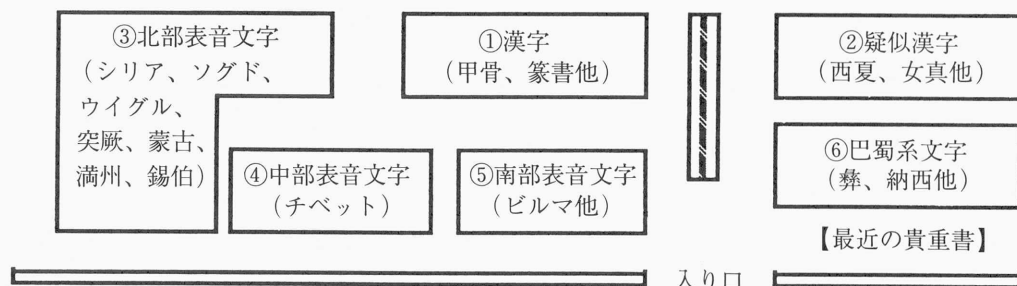 ③北部表音文字
(シリア、ソグド、
ウイグル、
突厥、蒙古、
満州、錫伯)
①漢字
(甲骨、篆書他)
②疑似漢字
(西夏、女真他)
④中部表音文字
(チベット)
⑤南部表音文字
(ビルマ他)
⑥巴蜀系文字
(彝、納西他)
【最近の貴重書】
入り口